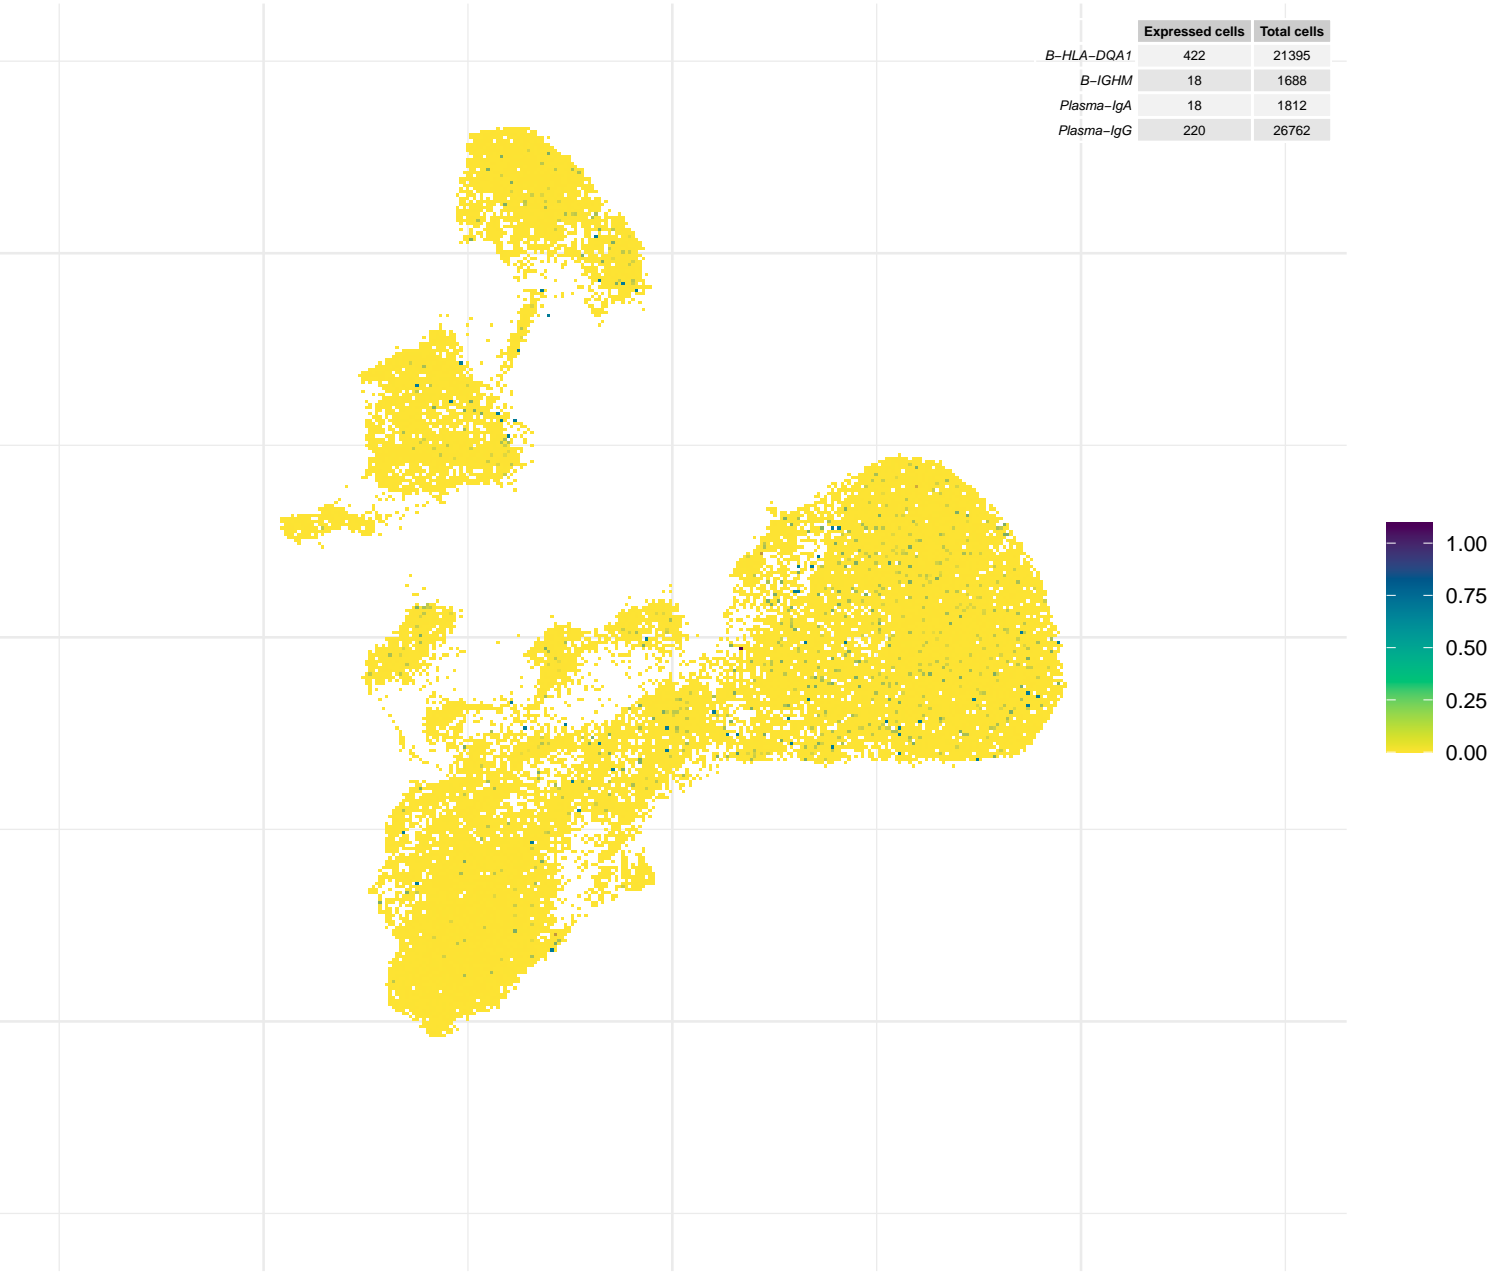 Expressed cells Total cells
B−HLA−DQA1 422 21395
B−IGHM 18 1688
Plasma−IgA 18 1812
Plasma−IgG 220 26762
1.00
0.75
0.50
0.25
0.00